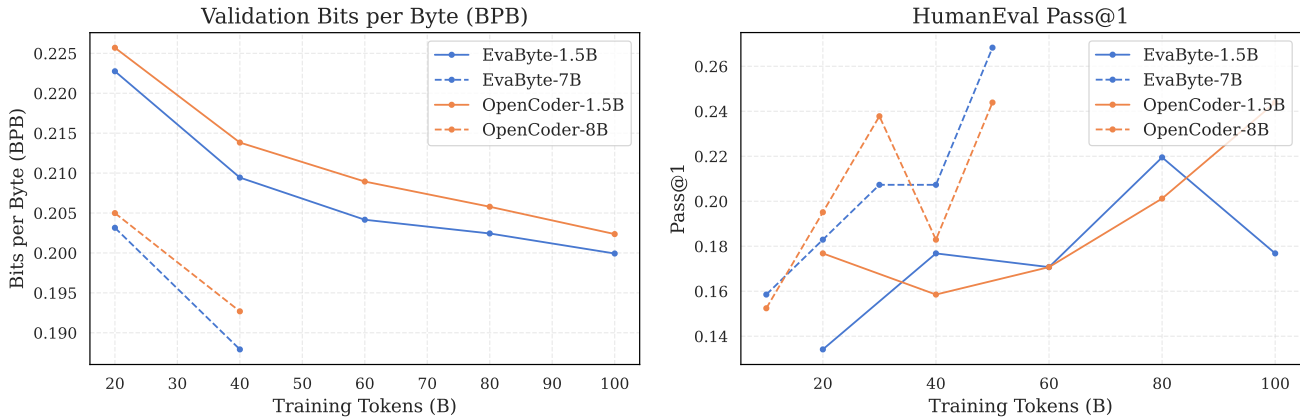 Validation Bits per Byte (BPB)
Bits per Byte (BPB)
0.225
0.220
0.215
0.210
0.205
0.200
0.195
0.190
EvaByte-1.5B
EvaByte-7B
OpenCoder-1.5B
OpenCoder-8B
20 30 40 50 60 70 80 90 100
Training Tokens (B)
HumanEval Pass@1
Pass@1
0.26
0.24
0.22
0.20
0.18
0.16
0.14
EvaByte-1.5B
EvaByte-7B
OpenCoder-1.5B
OpenCoder-8B
20 40 60 80 100
Training Tokens (B)